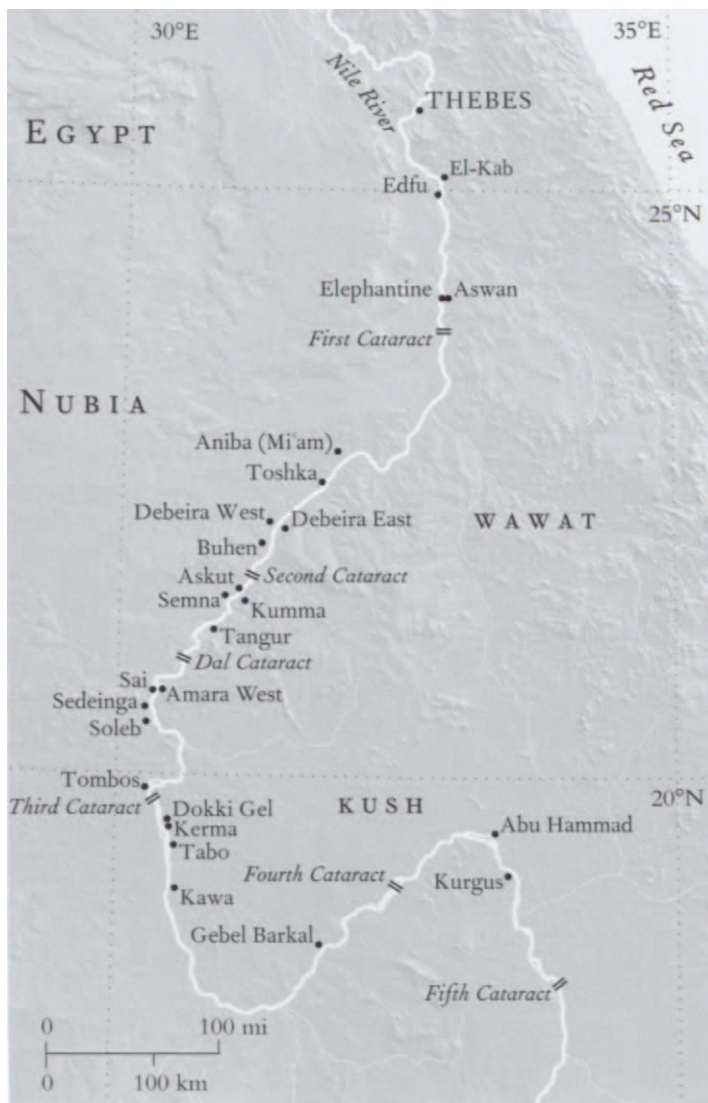 30°E
35°E
Nile River
Red Sea
THEBES
EGYPT
El-Kab
Edfu
25°N
Elephantine
Aswan
First Cataract
NUBIA
Aniba (Mi'am)
Toshka
Debeira West
Debeira East
WAWAT
Buhen
Second Cataract
Askut
Semna
Kumma
Tangur
Dal Cataract
Sai
Amara West
Sedeinga
Soleb
Tombos
20°N
Third Cataract
Dokki Gel
KUSH
Kerma
Abu Hammad
Tabo
Fourth Cataract
Kurgus
Kawa
Gebel Barkal
Fifth Cataract
0 100 mi
0 100 km